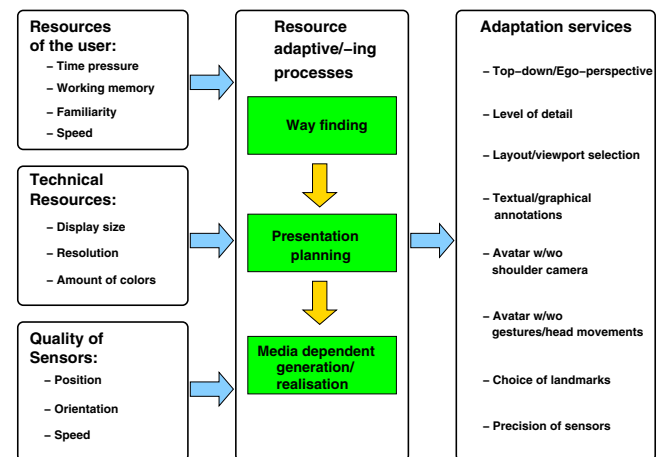 Resources
of the user:
– Time pressure
– Working memory
– Familiarity
– Speed
Technical
Resources:
– Display size
– Resolution
– Amount of colors
Quality of
Sensors:
– Position
– Orientation
– Speed
Resource
adaptive/–ing
processes
Way finding
Presentation
planning
Media dependent
generation/
realisation
Adaptation services
– Top–down/Ego–perspective
– Level of detail
– Layout/viewport selection
– Textual/graphical
annotations
– Avatar w/wo
shoulder camera
– Avatar w/wo
gestures/head movements
– Choice of landmarks
– Precision of sensors